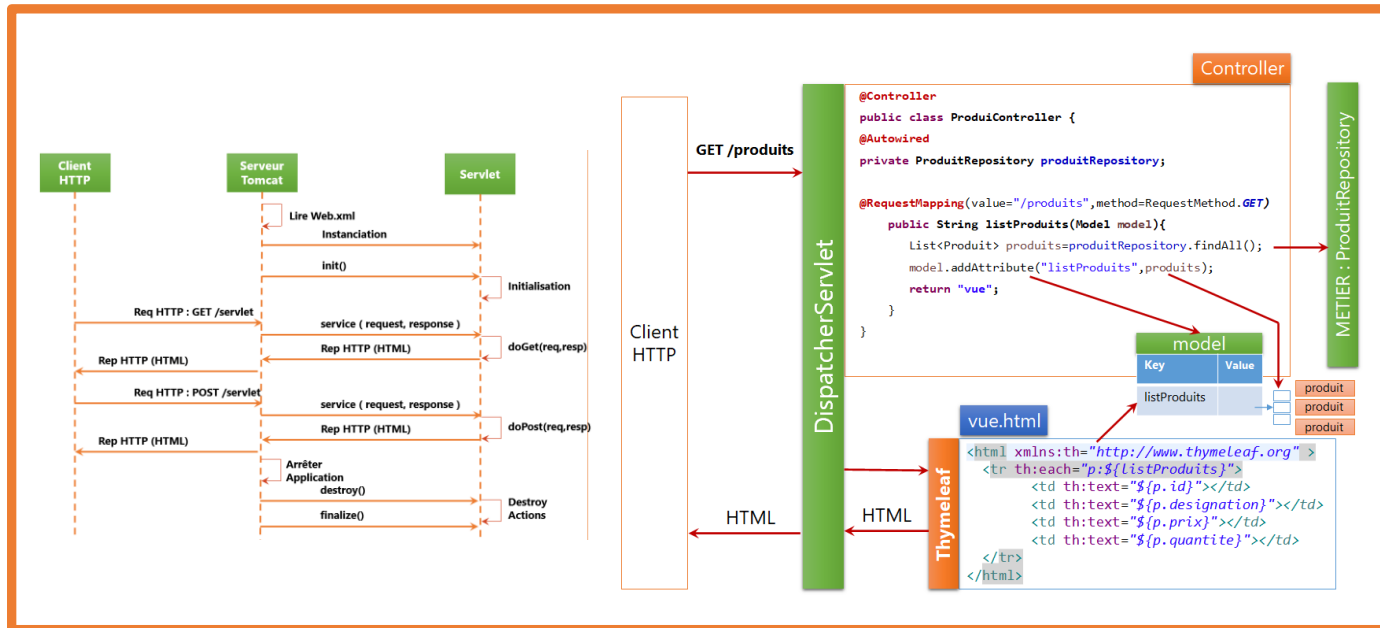 Client
HTTP
Serveur
Tomcat
Servlet
Lire Web.xml
Instanciation
init()
Initialisation
Req HTTP : GET /servlet
service ( request, response )
Rep HTTP (HTML)
doGet(req,resp)
Rep HTTP (HTML)
Req HTTP : POST /servlet
service ( request, response )
Rep HTTP (HTML)
doPost(req,resp)
Rep HTTP (HTML)
Arrêter
Application
destroy()
Destroy
Actions
finalize()
Client
HTTP
GET /produits
HTML
DispatcherServlet
Controller
@Controller
public class ProduiController {
@Autowired
private ProduitRepository produitRepository;
@RequestMapping(value="/produits",method=RequestMethod.GET)
public String listProduits(Model model){
List<Produit> produits=produitRepository.findAll();
model.addAttribute("listProduits",produits);
return "vue";
}
}
METIER : ProduitRepository
model
Key Value
listProduits
produit
produit
produit
vue.html
Thymeleaf
HTML
<html xmlns:th="http://www.thymeleaf.org" >
<tr th:each="p:${listProduits}">
<td th:text="${p.id}"></td>
<td th:text="${p.designation}"></td>
<td th:text="${p.prix}"></td>
<td th:text="${p.quantite}"></td>
</tr>
</html>